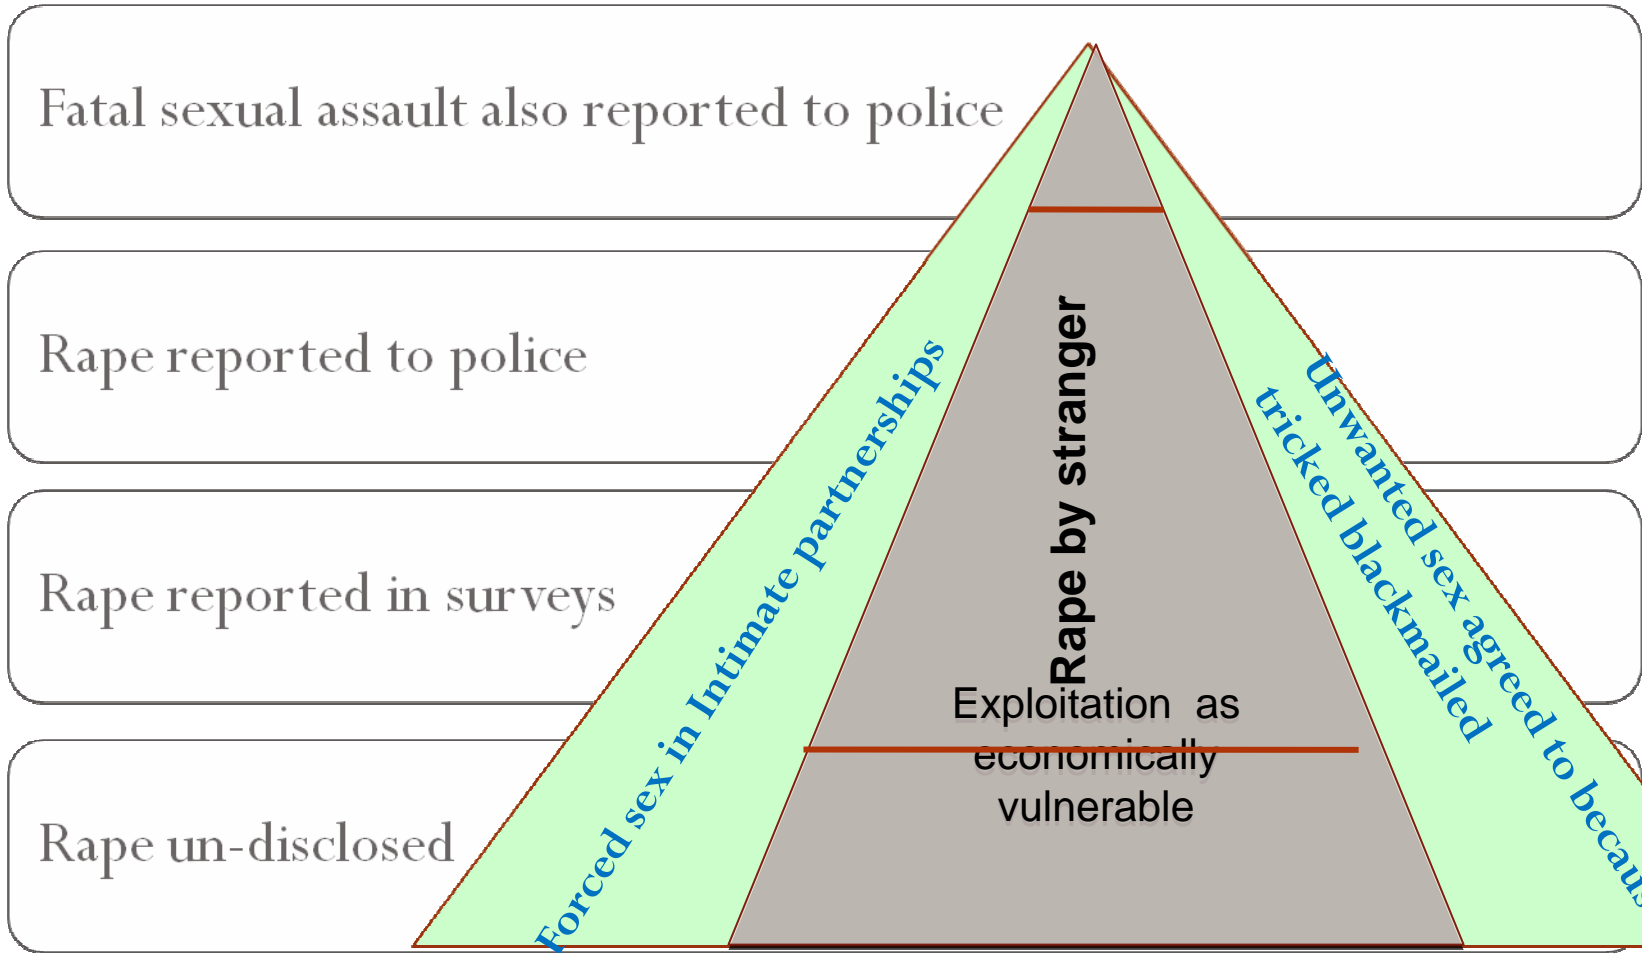 Fatal sexual assault also reported to police
Rape reported to police
Rape reported in surveys
Rape un-disclosed
Forced sex in Intimate partnerships
Rape by stranger
Exploitation as
economically
vulnerable
Unwanted sex agreed to becaus
tricked blackmailed